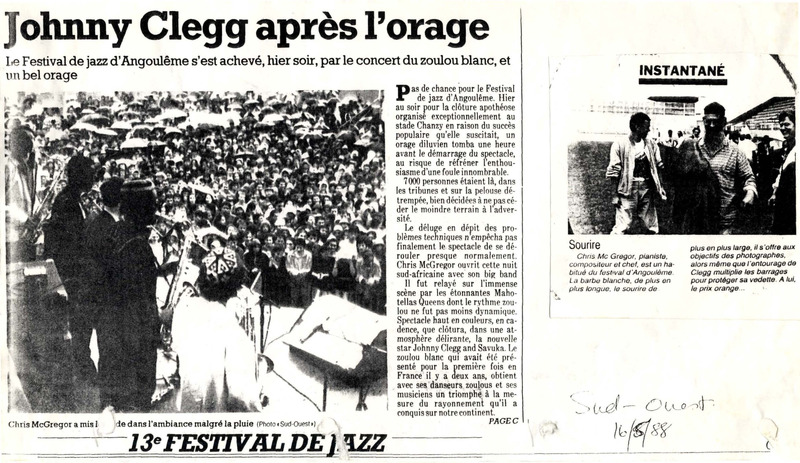 Johnny Clegg après l'orage
Le Festival de jazz d'Angoulême s'est achevé, hier soir, par le concert du zoulou blanc, et
un bel orage
Pas de chance pour le Festival
de jazz d'Angoulême. Hier
au soir pour la clôture apothéose
organisé exceptionnellement au
stade Chanzy en raison du succès
populaire qu'elle suscitait, un
orage diluvien tomba une heure
avant le démarrage du spectacle,
au risque de réfréner l'enthou-
siasme d'une foule innombrable.
7000 personnes étaient là, dans
les tribunes et sur la pelouse dé-
trempée, bien décidées à ne pas cé-
der le moindre terrain à l'adver-
sité.
Le déluge en dépit des pro-
blèmes techniques n'empêcha pas
finalement le spectacle de se dé-
rouler presque normalement.
Chris McGregor ouvrit cette nuit
sud-africaine avec son big band
Il fut relayé sur l'immense
scène par les étonnantes Maho-
tellas Queens dont le rythme zou-
lou ne fut pas moins dynamique.
Spectacle haut en couleurs, en ca-
dence, que clôtura, dans une at-
mosphère délirante, la nouvelle
star Johnny Clegg and Savuka. Le
zoulou blanc qui avait été pré-
senté pour la première fois en
France il y a deux ans, obtient
avec ses danseurs zoulous et ses
musiciens un triomphe à la me-
sure du rayonnement qu'il a
conquis sur notre continent.
PAGE C
Chris McGregor a mis de dans l'ambiance malgré la pluie (Photo «Sud-Ouest»)
13e FESTIVAL DE JAZZ
INSTANTANÉ
Sourire
Chris Mc Gregor, pianiste,
compositeur et chef, est un ha-
bitué du festival d'Angoulême.
La barbe blanche, de plus en
plus longue, le sourire de
plus en plus large, il s'offre aux
objectifs des photographes,
alors même que l'entourage de
Clegg multiplie les barrages
pour protéger sa vedette. A lui,
le prix orange...
Sud-Ouest.
16/5/88